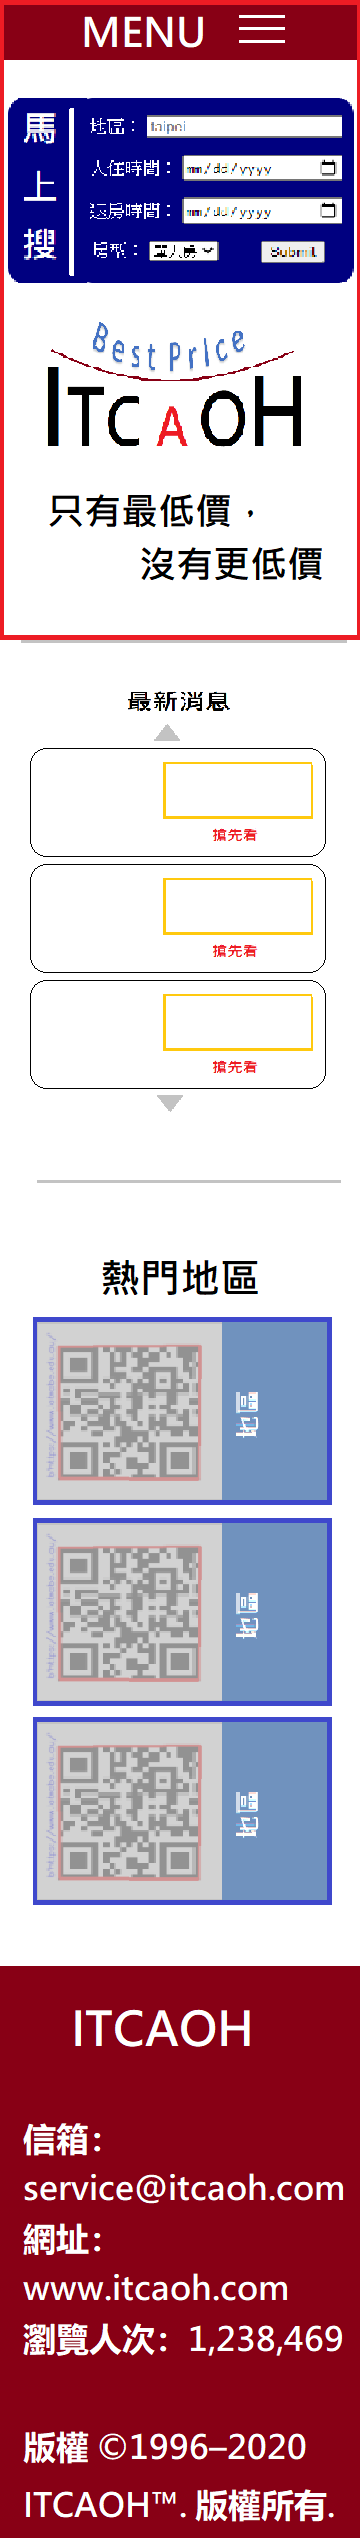 MENU
馬上搜
地區：
taipei
入住時間：
mm/dd/yyyy
退房時間：
mm/dd/yyyy
房型：
單人房
Submit
Best Price
ITCAOH
只有最低價，
沒有更低價
最新消息
搶先看
搶先看
搶先看
熱門地區
地區
地區
地區
ITCAOH
信箱：
service@itcaoh.com
網址：
www.itcaoh.com
瀏覽人次：1,238,469
版權 ©1996–2020
ITCAOH™. 版權所有.